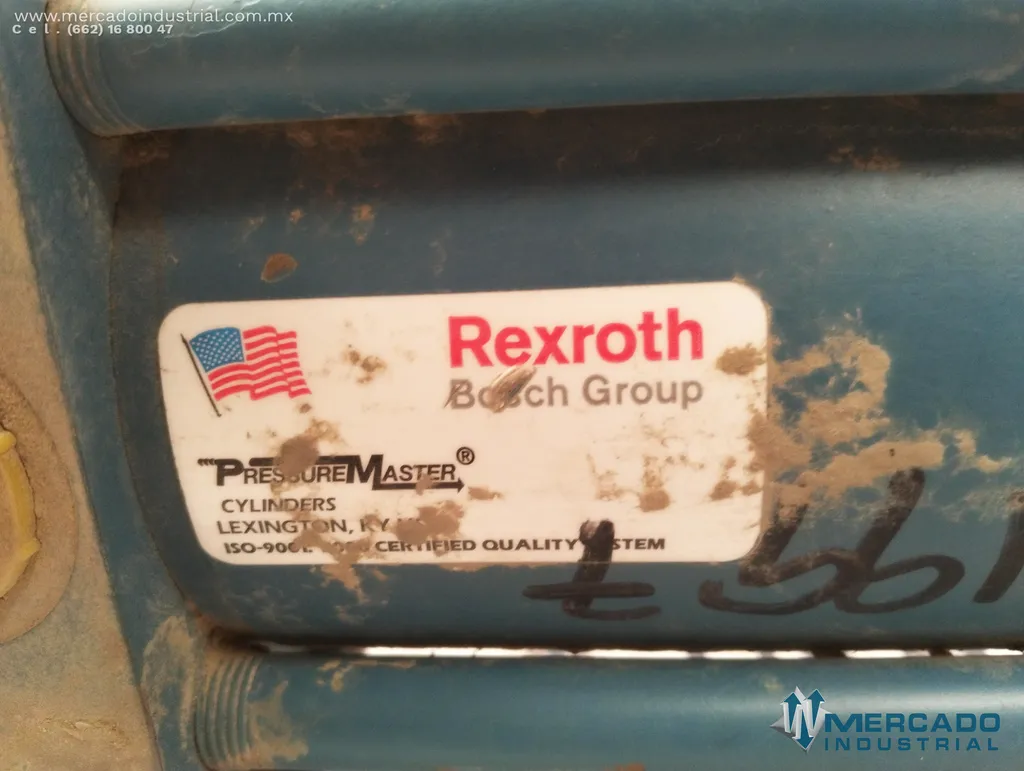 www.mercadoindustrial.com.mx
Cel. (662) 16 800 47
Rexroth
Bosch Group
PRESSUREMASTER®
CYLINDERS
LEXINGTON, KY
CERTIFIED QUALITY SYSTEM
MERCADO
INDUSTRIAL